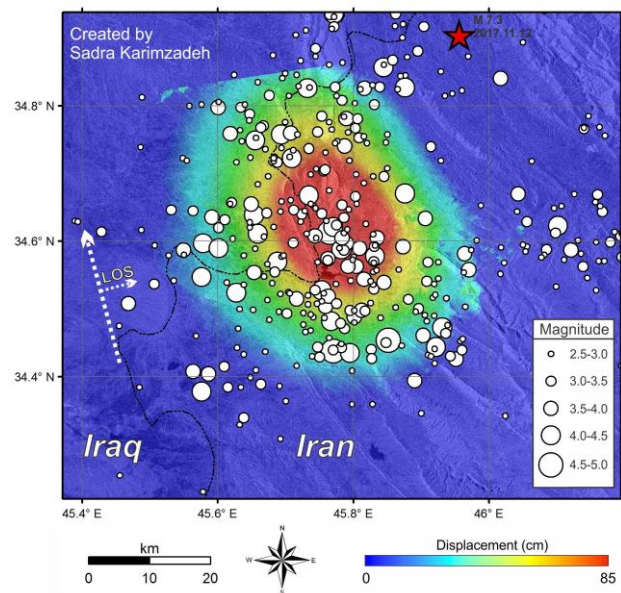 Created by
Sadra Karimzadeh
M 7.3
2017.11.12
34.8° N
34.6° N
LOS
34.4° N
Iraq
Iran
Magnitude
2.5-3.0
3.0-3.5
3.5-4.0
4.0-4.5
4.5-5.0
45.4° E
45.6° E
45.8° E
46° E
km
0
10
20
N
W
E
S
Displacement (cm)
0
85